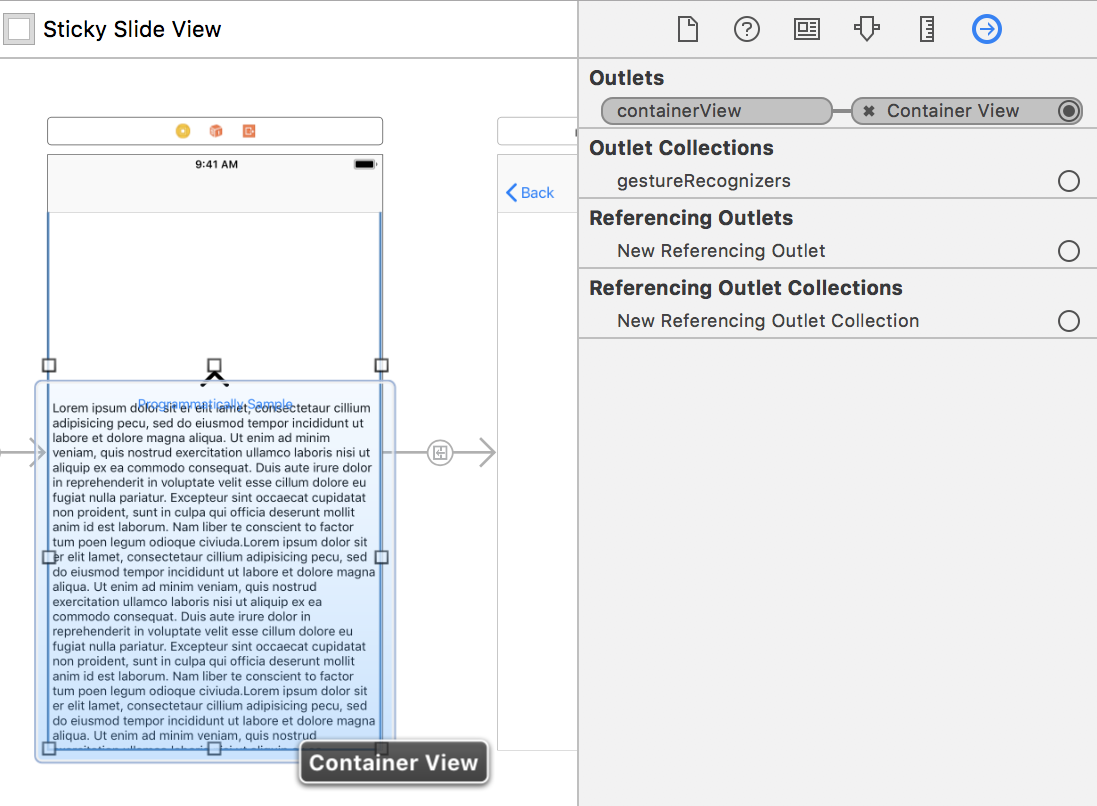 Sticky Slide View
9:41 AM
Back
Programmatically Sample
Lorem ipsum dolor sit er elit lamet, consectetaur cillium
adipisicing pecu, sed do eiusmod tempor incididunt ut
labore et dolore magna aliqua. Ut enim ad minim
veniam, quis nostrud exercitation ullamco laboris nisi ut
aliquip ex ea commodo consequat. Duis aute irure dolor
in reprehenderit in voluptate velit esse cillum dolore eu
fugiat nulla pariatur. Excepteur sint occaecat cupidatat
non proident, sunt in culpa qui officia deserunt mollit
anim id est laborum. Nam liber te conscient to factor
tum poen legum odioque civiuda.Lorem ipsum dolor sit
er elit lamet, consectetaur cillium adipisicing pecu, sed
do eiusmod tempor incididunt ut labore et dolore magna
aliqua. Ut enim ad minim veniam, quis nostrud
exercitation ullamco laboris nisi ut aliquip ex ea
commodo consequat. Duis aute irure dolor in
reprehenderit in voluptate velit esse cillum dolore eu
fugiat nulla pariatur. Excepteur sint occaecat cupidatat
non proident, sunt in culpa qui officia deserunt mollit
anim id est laborum. Nam liber te conscient to factor
tum poen legum odioque civiuda.Lorem ipsum dolor sit
er elit lamet, consectetaur cillium adipisicing pecu, sed
do eiusmod tempor incididunt ut labore et dolore magna
aliqua. Ut enim ad minim veniam, quis nostrud
Container View
Outlets
containerView
Container View
Outlet Collections
gestureRecognizers
Referencing Outlets
New Referencing Outlet
Referencing Outlet Collections
New Referencing Outlet Collection